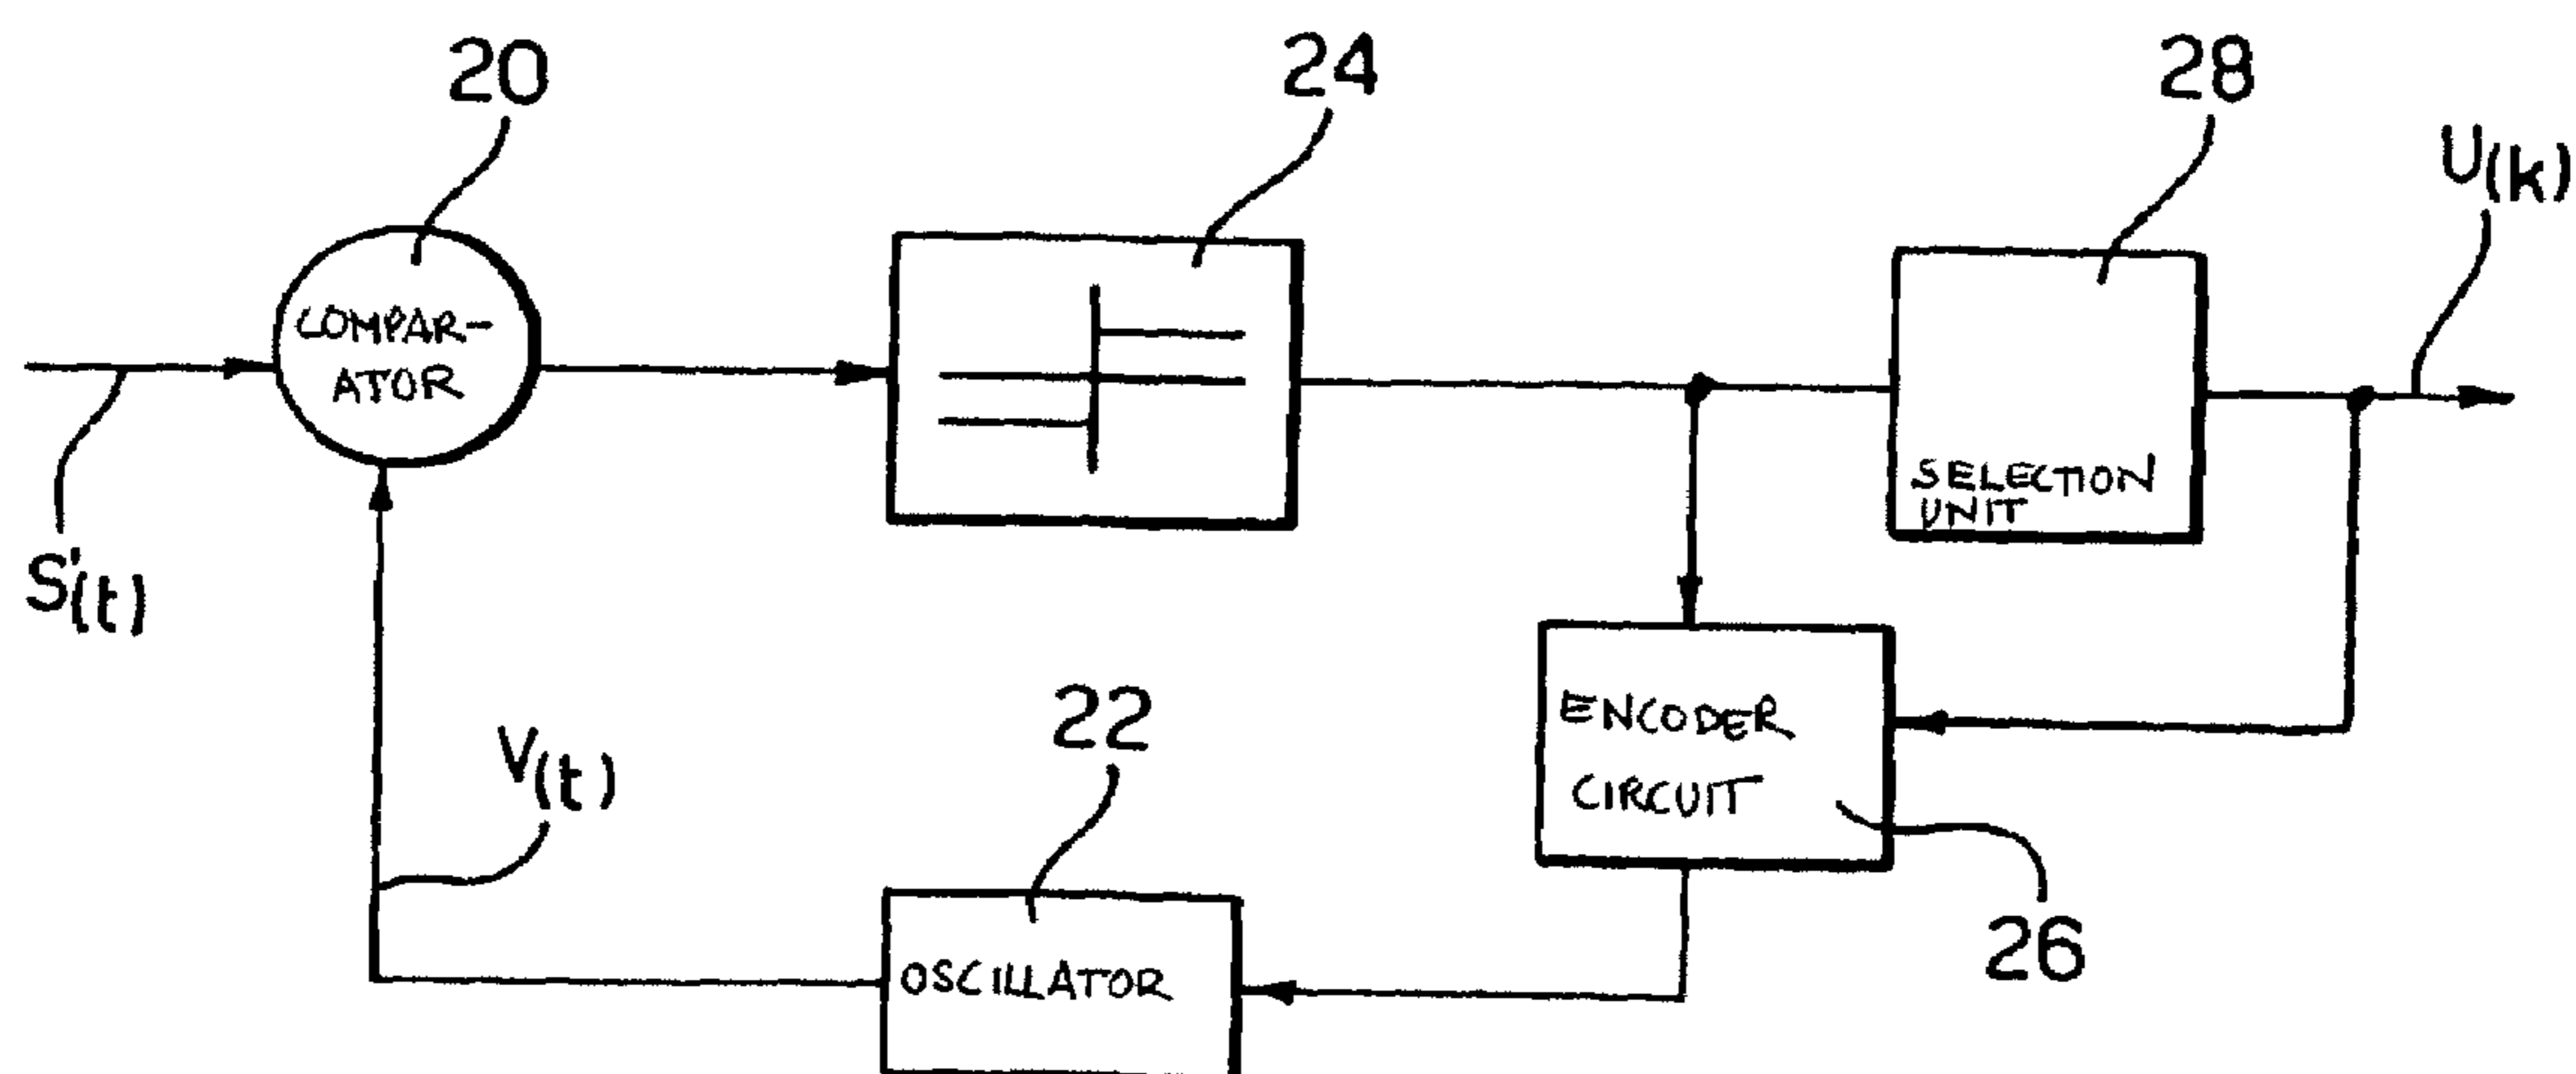 20
24
28
U(k)
COMPAR-
ATOR
SELECTION
UNIT
S'(t)
ENCODER
CIRCUIT
V(t)
22
26
OSCILLATOR